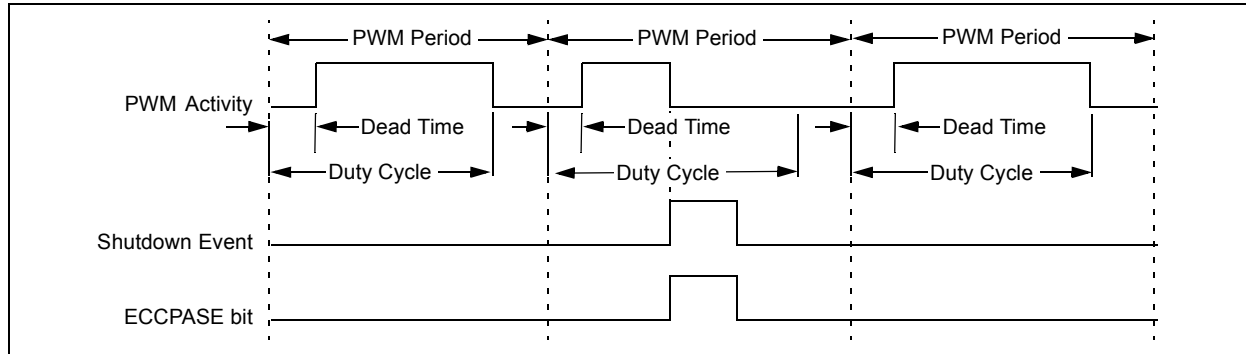 PWM Period PWM Period PWM Period
PWM Activity
Dead Time Dead Time Dead Time
Duty Cycle Duty Cycle Duty Cycle
Shutdown Event
ECCPASE bit